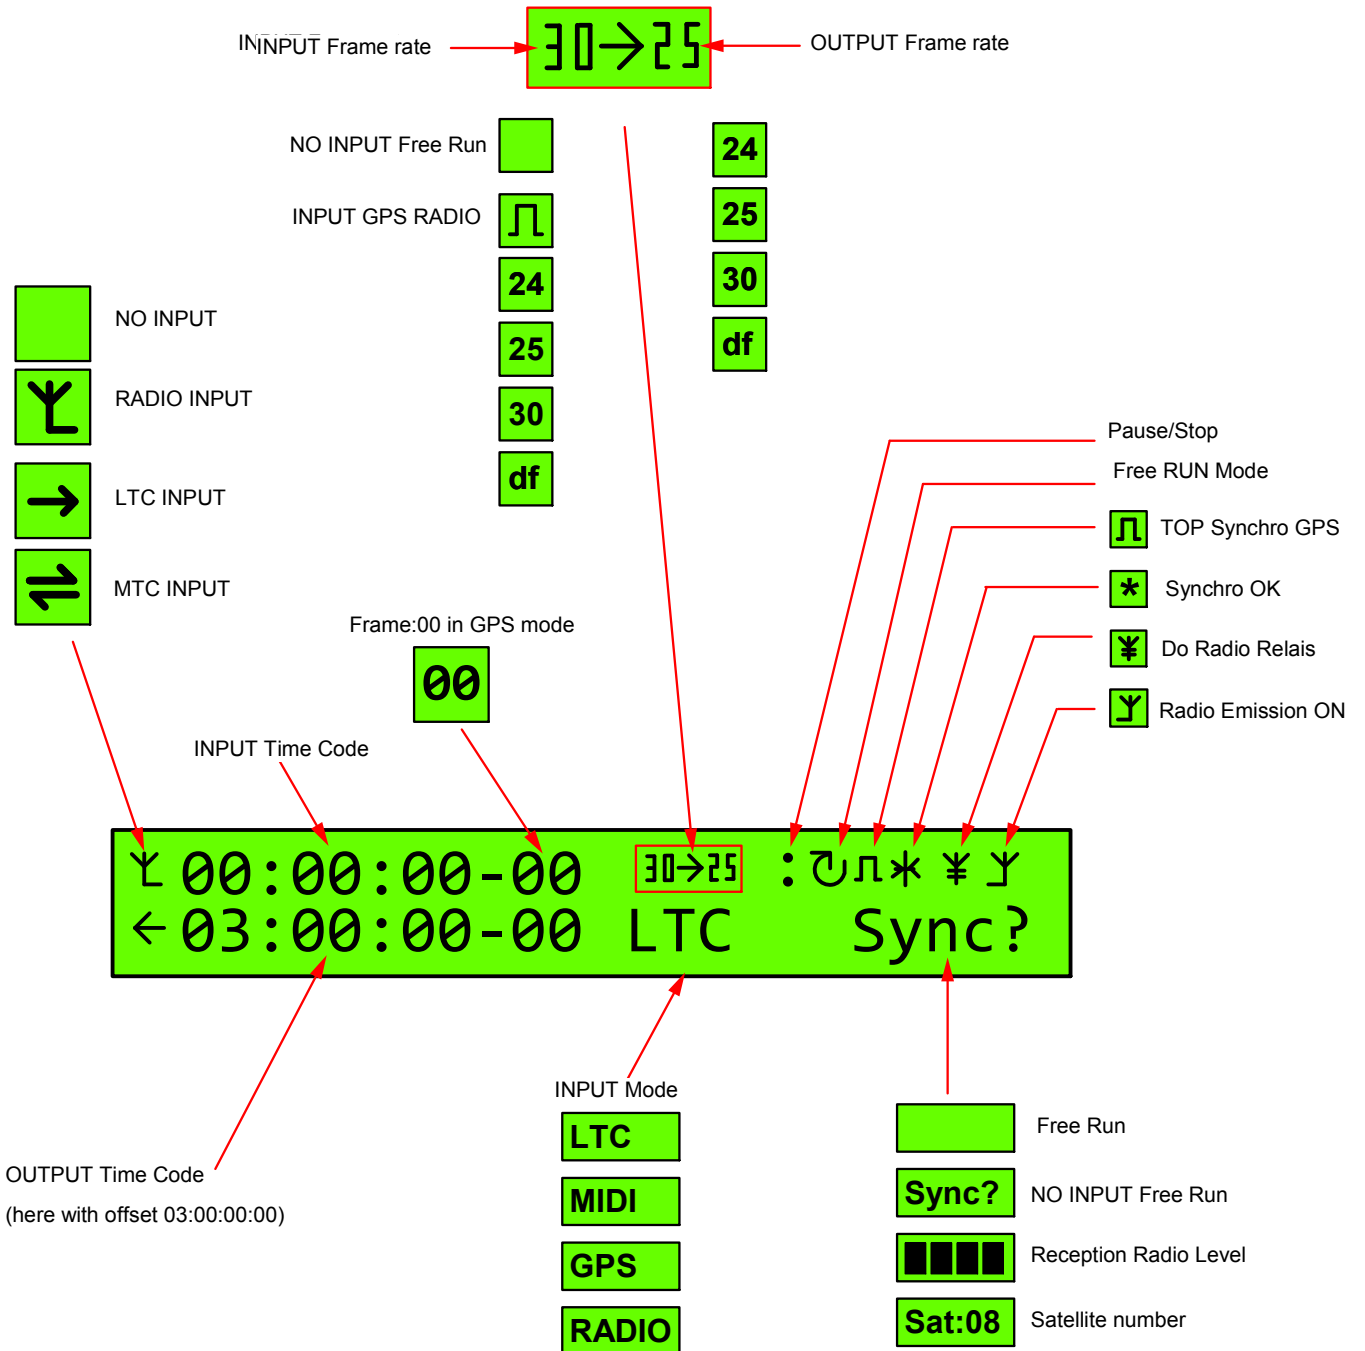 30→25
INPUT Frame rate
OUTPUT Frame rate
NO INPUT Free Run
INPUT GPS RADIO
24
25
30
df
24
25
30
df
NO INPUT
RADIO INPUT
→ LTC INPUT
⇌ MTC INPUT
Pause/Stop
Free RUN Mode
TOP Synchro GPS
* Synchro OK
Do Radio Relais
Radio Emission ON
Frame:00 in GPS mode
00
INPUT Time Code
00:00:00-00 30→25 :
←03:00:00-00 LTC Sync?
OUTPUT Time Code
(here with offset 03:00:00:00)
INPUT Mode
LTC
MIDI
GPS
RADIO
Free Run
Sync? NO INPUT Free Run
Reception Radio Level
Sat:08 Satellite number